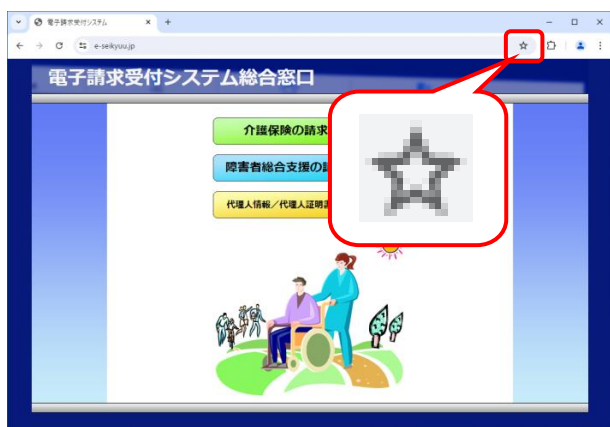 電子請求受付システム
e-seikyuu.jp
電子請求受付システム総合窓口
介護保険の請求
障害者総合支援の
代理人情報／代理人証明